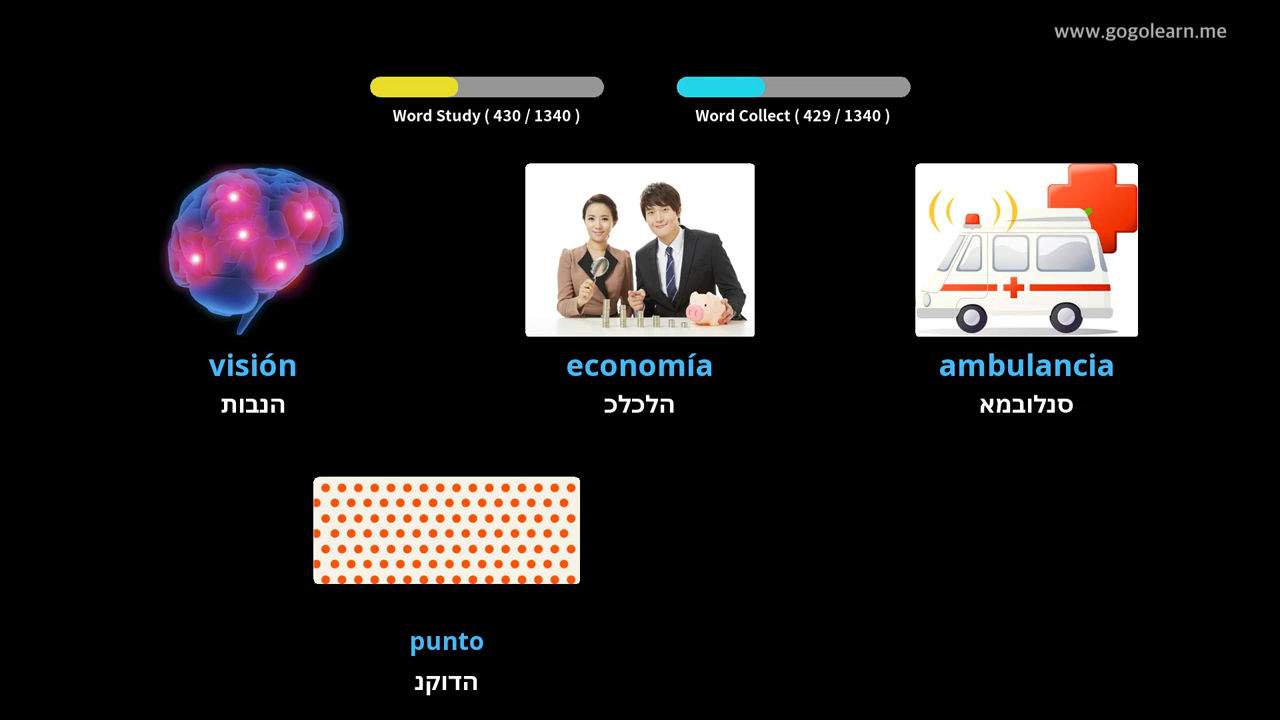 www.gogolearn.me
Word Study ( 430 / 1340 )
Word Collect ( 429 / 1340 )
visión
הנבות
economía
הלכלכ
ambulancia
סנלובמא
punto
הדוקנ